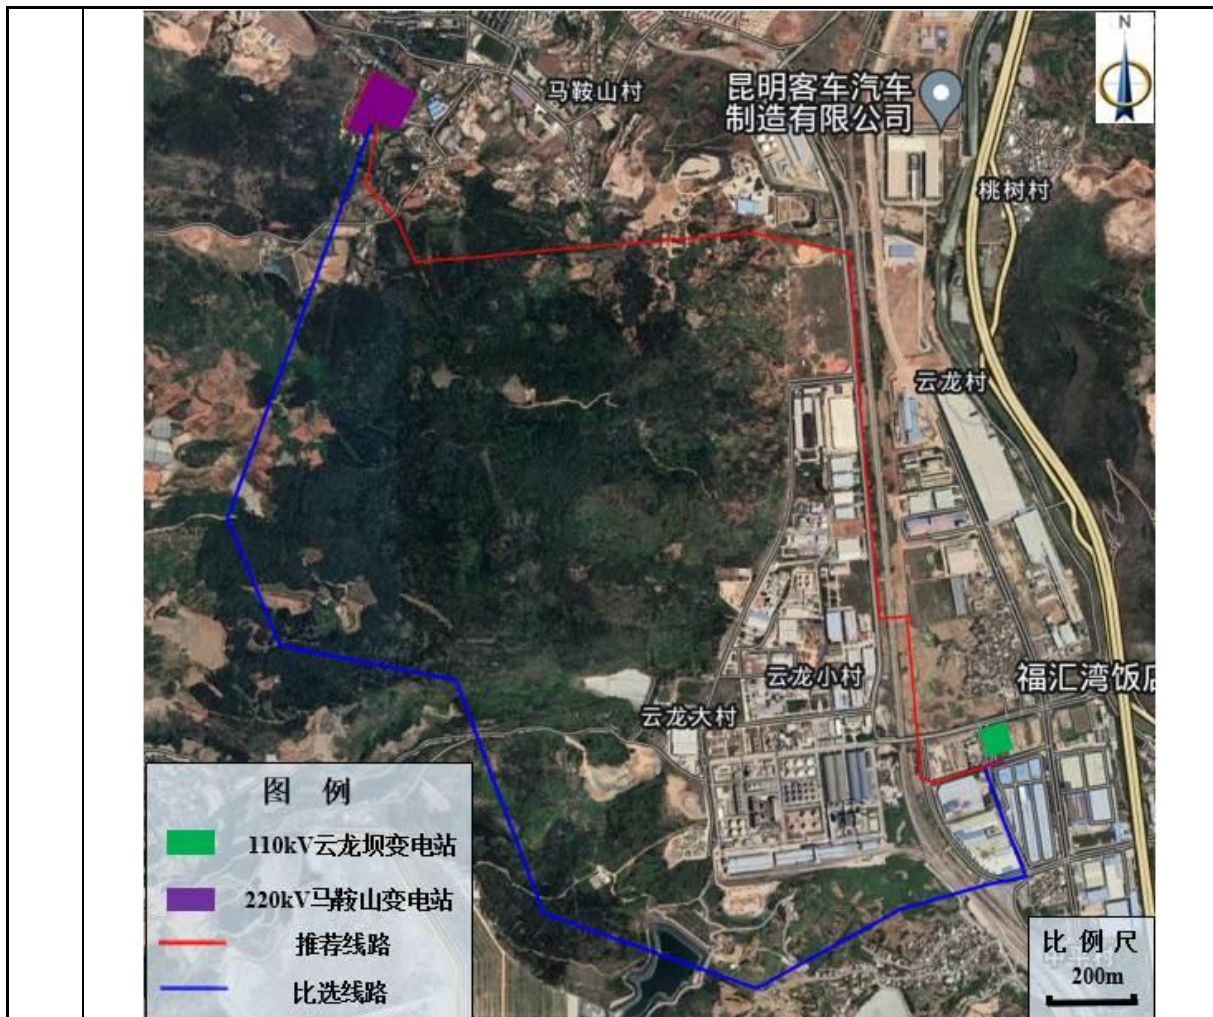 N
马鞍山村
昆明客车汽车
制造有限公司
桃树村
云龙村
云龙小村
福汇湾饭店
云龙大村
图 例
110kV云龙坝变电站
220kV马鞍山变电站
推荐线路
比选线路
比 例 尺
200m